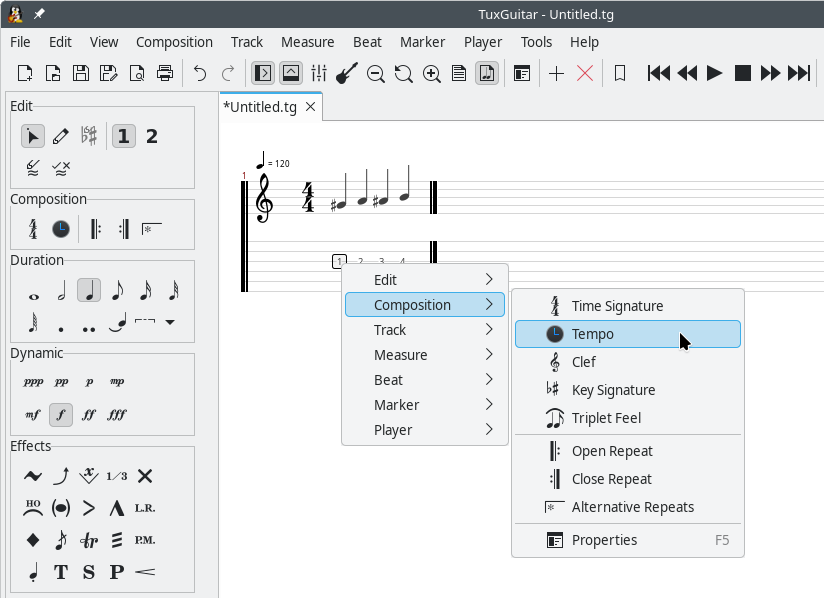 TuxGuitar - Untitled.tg
File Edit View Composition Track Measure Beat Marker Player Tools Help
Edit
*Untitled.tg
1 2
= 120
1
4
4
Composition
Duration
1 2 3 4
Dynamic
ppp pp p mp
mf f ff fff
Effects
1/3
HO L.R.
tr P.M.
T S P
Edit
Composition
Track
Measure
Beat
Marker
Player
Time Signature
Tempo
Clef
Key Signature
Triplet Feel
Open Repeat
Close Repeat
Alternative Repeats
Properties F5